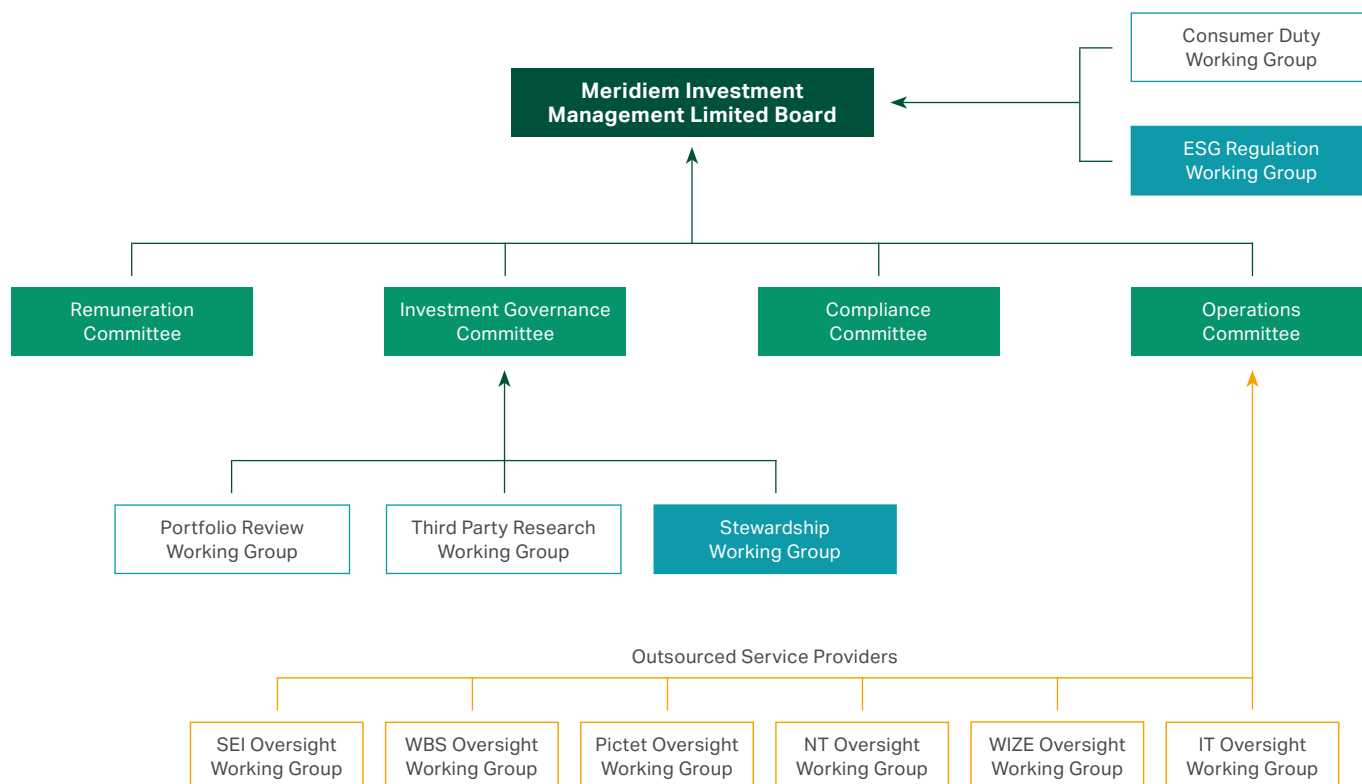 Consumer Duty
Working Group
Meridiem Investment
Management Limited Board
ESG Regulation
Working Group
Remuneration
Committee
Investment Governance
Committee
Compliance
Committee
Operations
Committee
Portfolio Review
Working Group
Third Party Research
Working Group
Stewardship
Working Group
Outsourced Service Providers
SEI Oversight
Working Group
WBS Oversight
Working Group
Pictet Oversight
Working Group
NT Oversight
Working Group
WIZE Oversight
Working Group
IT Oversight
Working Group